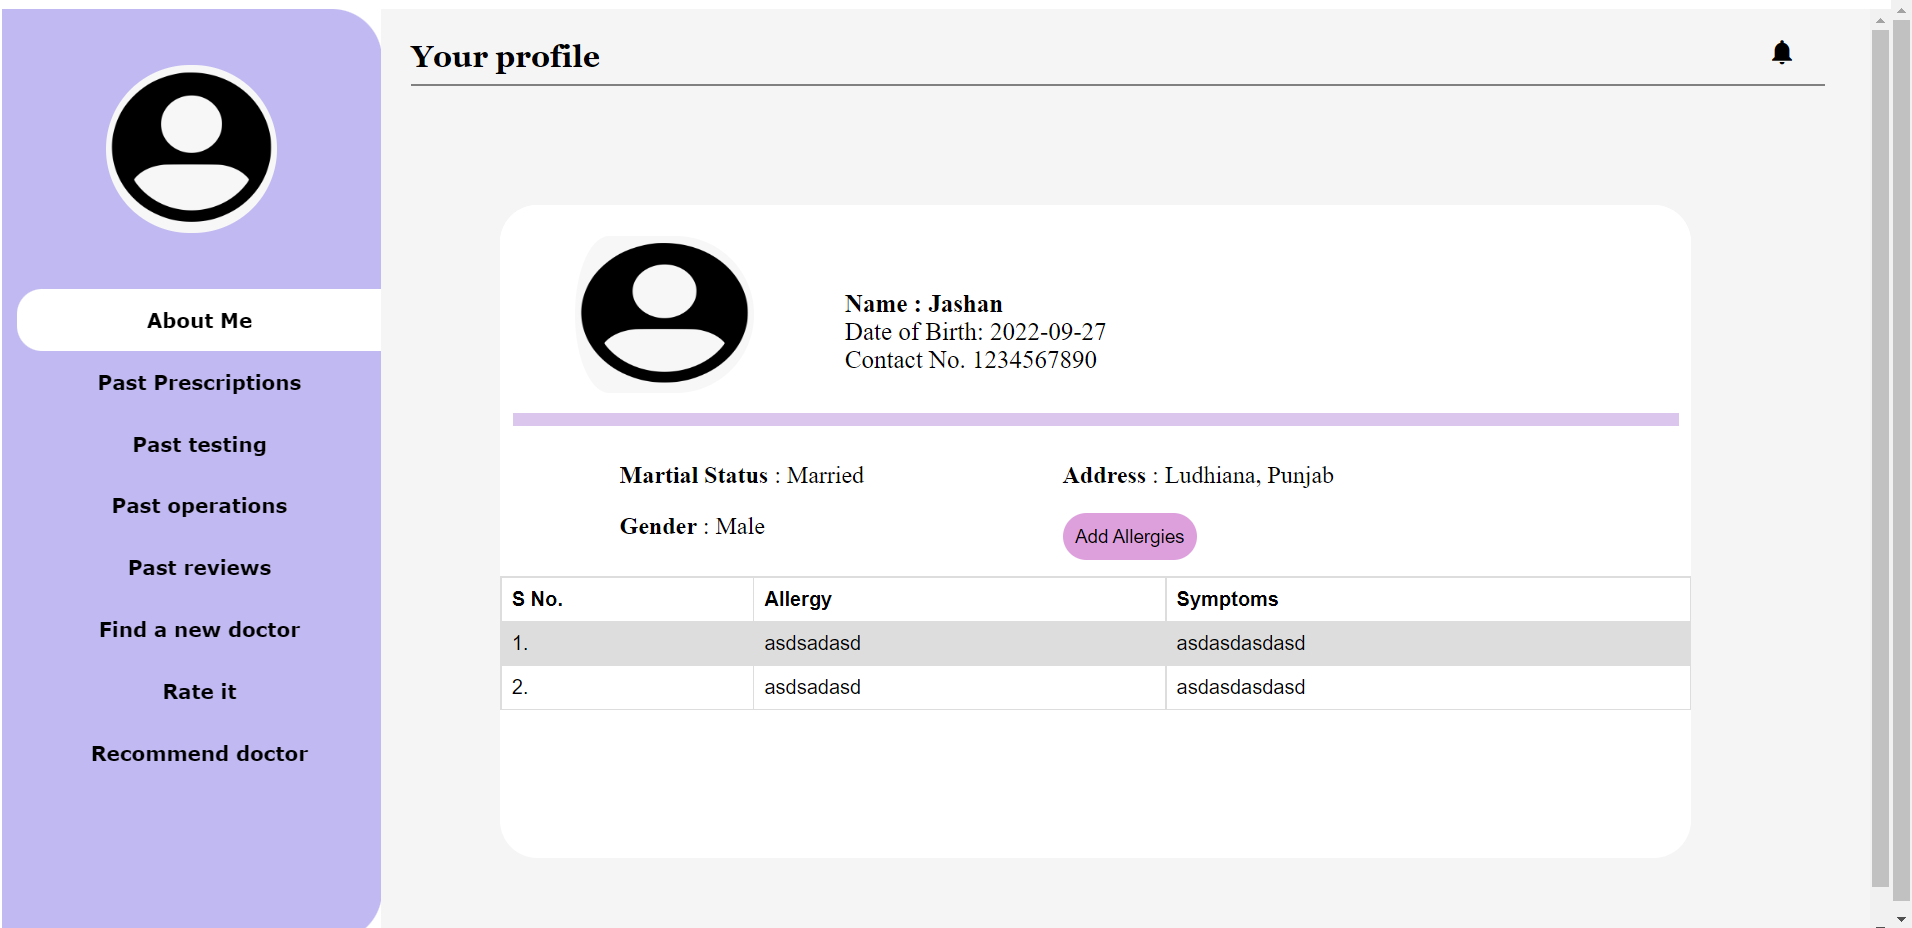 Your profile
About Me
Past Prescriptions
Past testing
Past operations
Past reviews
Find a new doctor
Rate it
Recommend doctor
Name : Jashan
Date of Birth: 2022-09-27
Contact No. 1234567890
Martial Status : Married
Address : Ludhiana, Punjab
Gender : Male
Add Allergies
S No. Allergy Symptoms
1. asdsadasd asdasdasdasd
2. asdsadasd asdasdasdasd